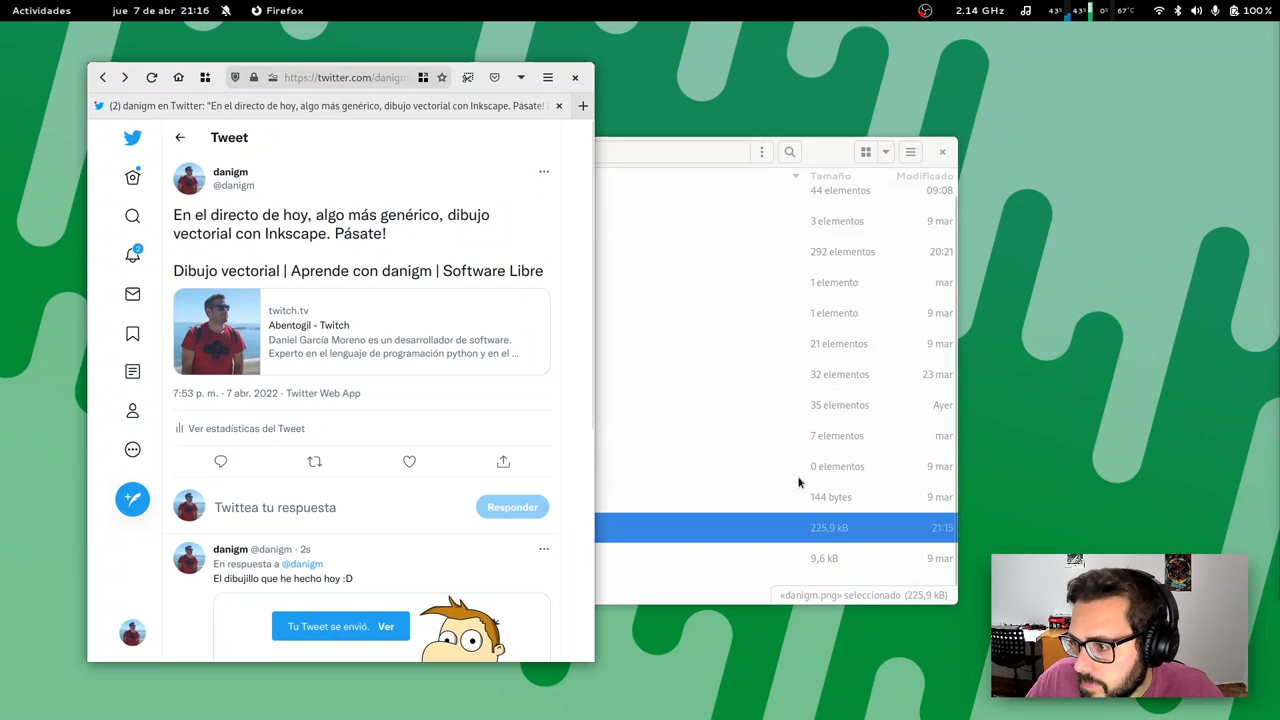 Actividades
jue 7 de abr 21:16
Firefox
2.14 GHz
43%
43%
0%
67°C
100 %
https://twitter.com/danigm
(2) danigm en Twitter: "En el directo de hoy, algo más genérico, dibujo vectorial con Inkscape. Pásate!
Tweet
danigm
@danigm
En el directo de hoy, algo más genérico, dibujo
vectorial con Inkscape. Pásate!
Dibujo vectorial | Aprende con danigm | Software Libre
twitch.tv
Abentogil - Twitch
Daniel García Moreno es un desarrollador de software.
Experto en el lenguaje de programación python y en el ...
7:53 p. m. · 7 abr. 2022 · Twitter Web App
Ver estadísticas del Tweet
Twittea tu respuesta
Responder
danigm @danigm · 2s
En respuesta a @danigm
El dibujillo que he hecho hoy :D
Tu Tweet se envió. Ver
2
Tamaño Modificado
44 elementos 09:08
3 elementos 9 mar
292 elementos 20:21
1 elemento mar
1 elemento 9 mar
21 elementos 9 mar
32 elementos 23 mar
35 elementos Ayer
7 elementos mar
0 elementos 9 mar
144 bytes 9 mar
225,9 kB 21:15
9,6 kB 9 mar
«danigm.png» seleccionado (225,9 kB)